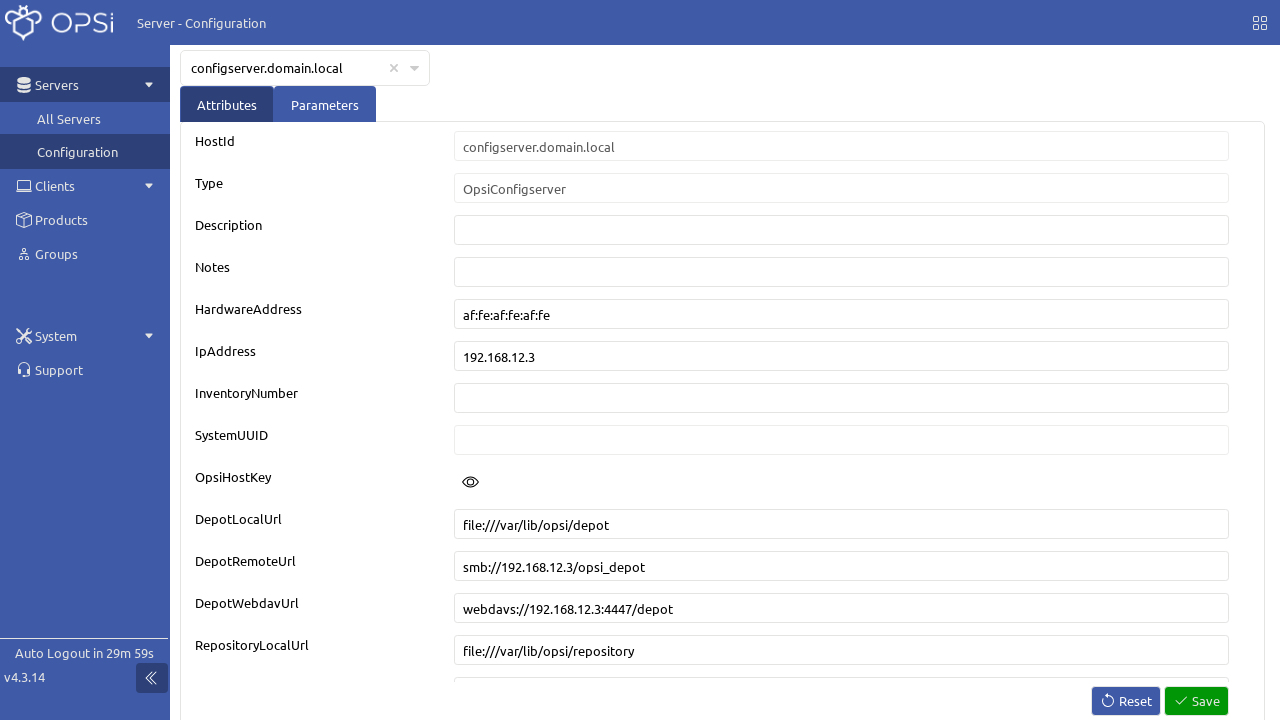 OPSi
Server - Configuration
Servers
All Servers
Configuration
Clients
Products
Groups
System
Support
Auto Logout in 29m 59s
v4.3.14
configserver.domain.local
Attributes
Parameters
HostId
configserver.domain.local
Type
OpsiConfigserver
Description
Notes
HardwareAddress
af:fe:af:fe:af:fe
IpAddress
192.168.12.3
InventoryNumber
SystemUUID
OpsiHostKey
DepotLocalUrl
file:///var/lib/opsi/depot
DepotRemoteUrl
smb://192.168.12.3/opsi_depot
DepotWebdavUrl
webdavs://192.168.12.3:4447/depot
RepositoryLocalUrl
file:///var/lib/opsi/repository
Reset
Save